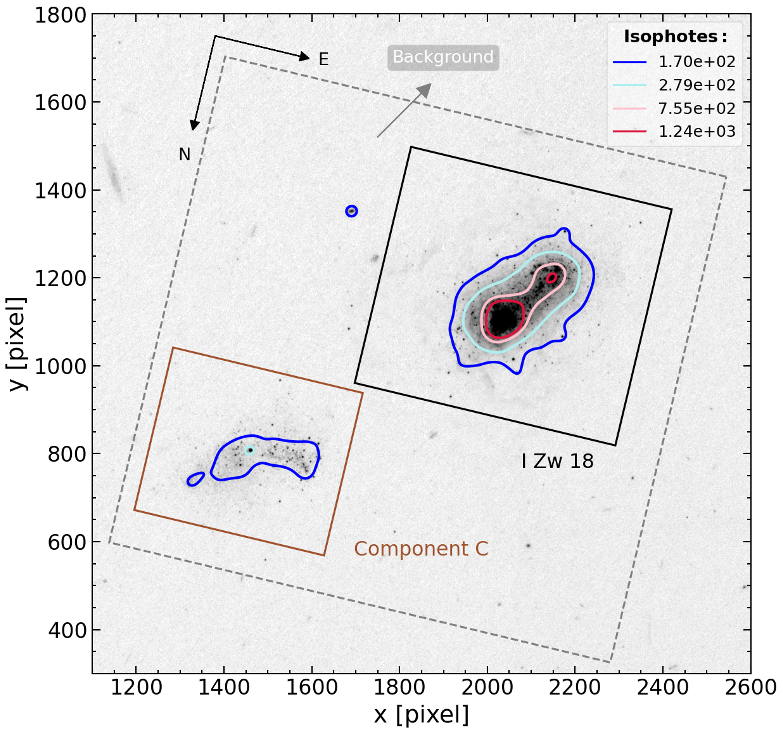 1800
1600
1400
1200
1000
800
600
400
y [pixel]
E
N
Background
Isophotes:
1.70e+02
2.79e+02
7.55e+02
1.24e+03
I Zw 18
Component C
1200 1400 1600 1800 2000 2200 2400 2600
x [pixel]